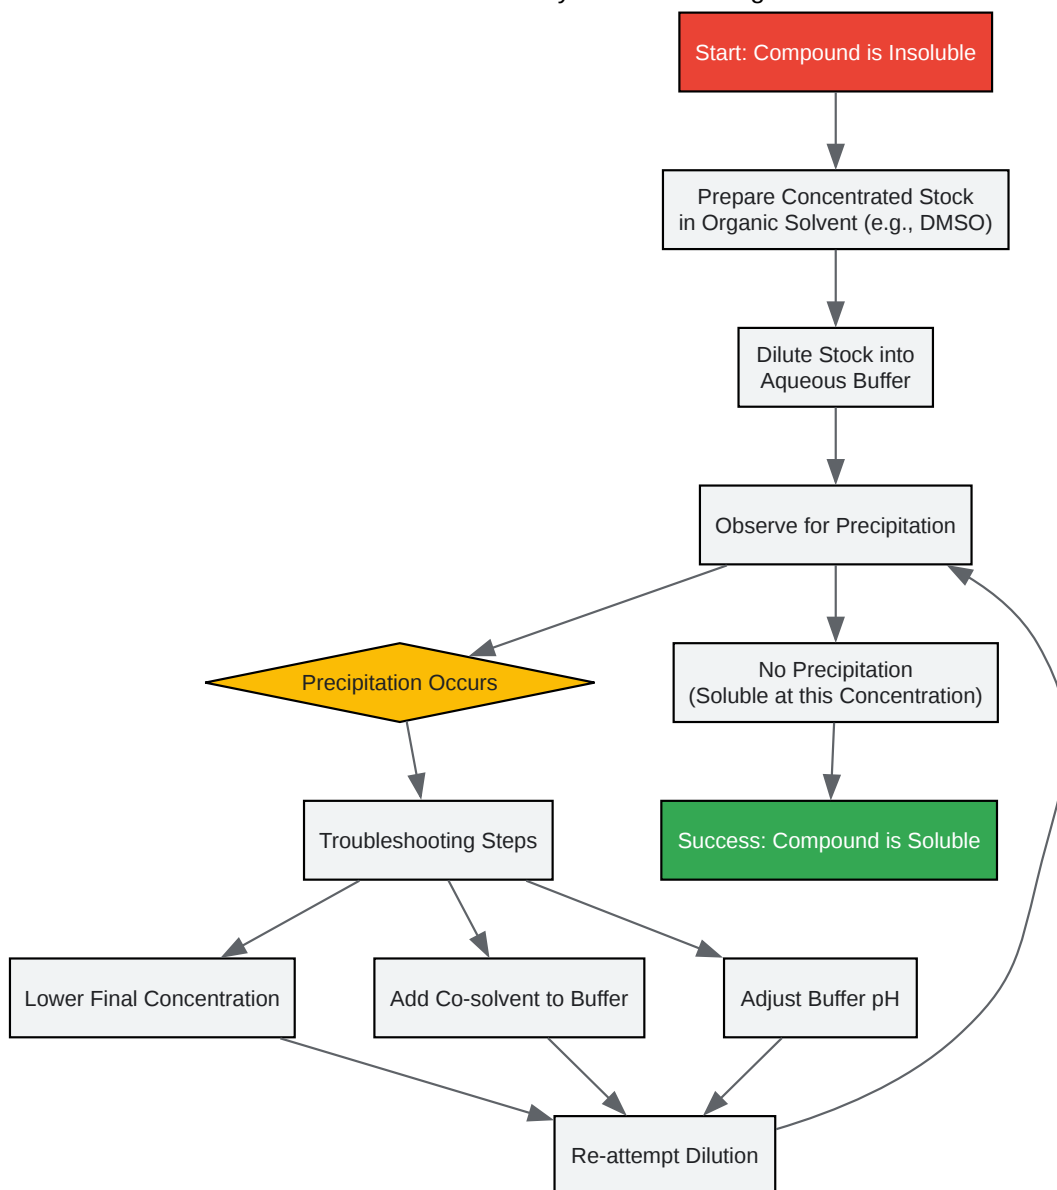 Start: Compound is Insoluble
Prepare Concentrated Stock
in Organic Solvent (e.g., DMSO)
Dilute Stock into
Aqueous Buffer
Observe for Precipitation
Precipitation Occurs
No Precipitation
(Soluble at this Concentration)
Troubleshooting Steps
Success: Compound is Soluble
Lower Final Concentration
Add Co-solvent to Buffer
Adjust Buffer pH
Re-attempt Dilution